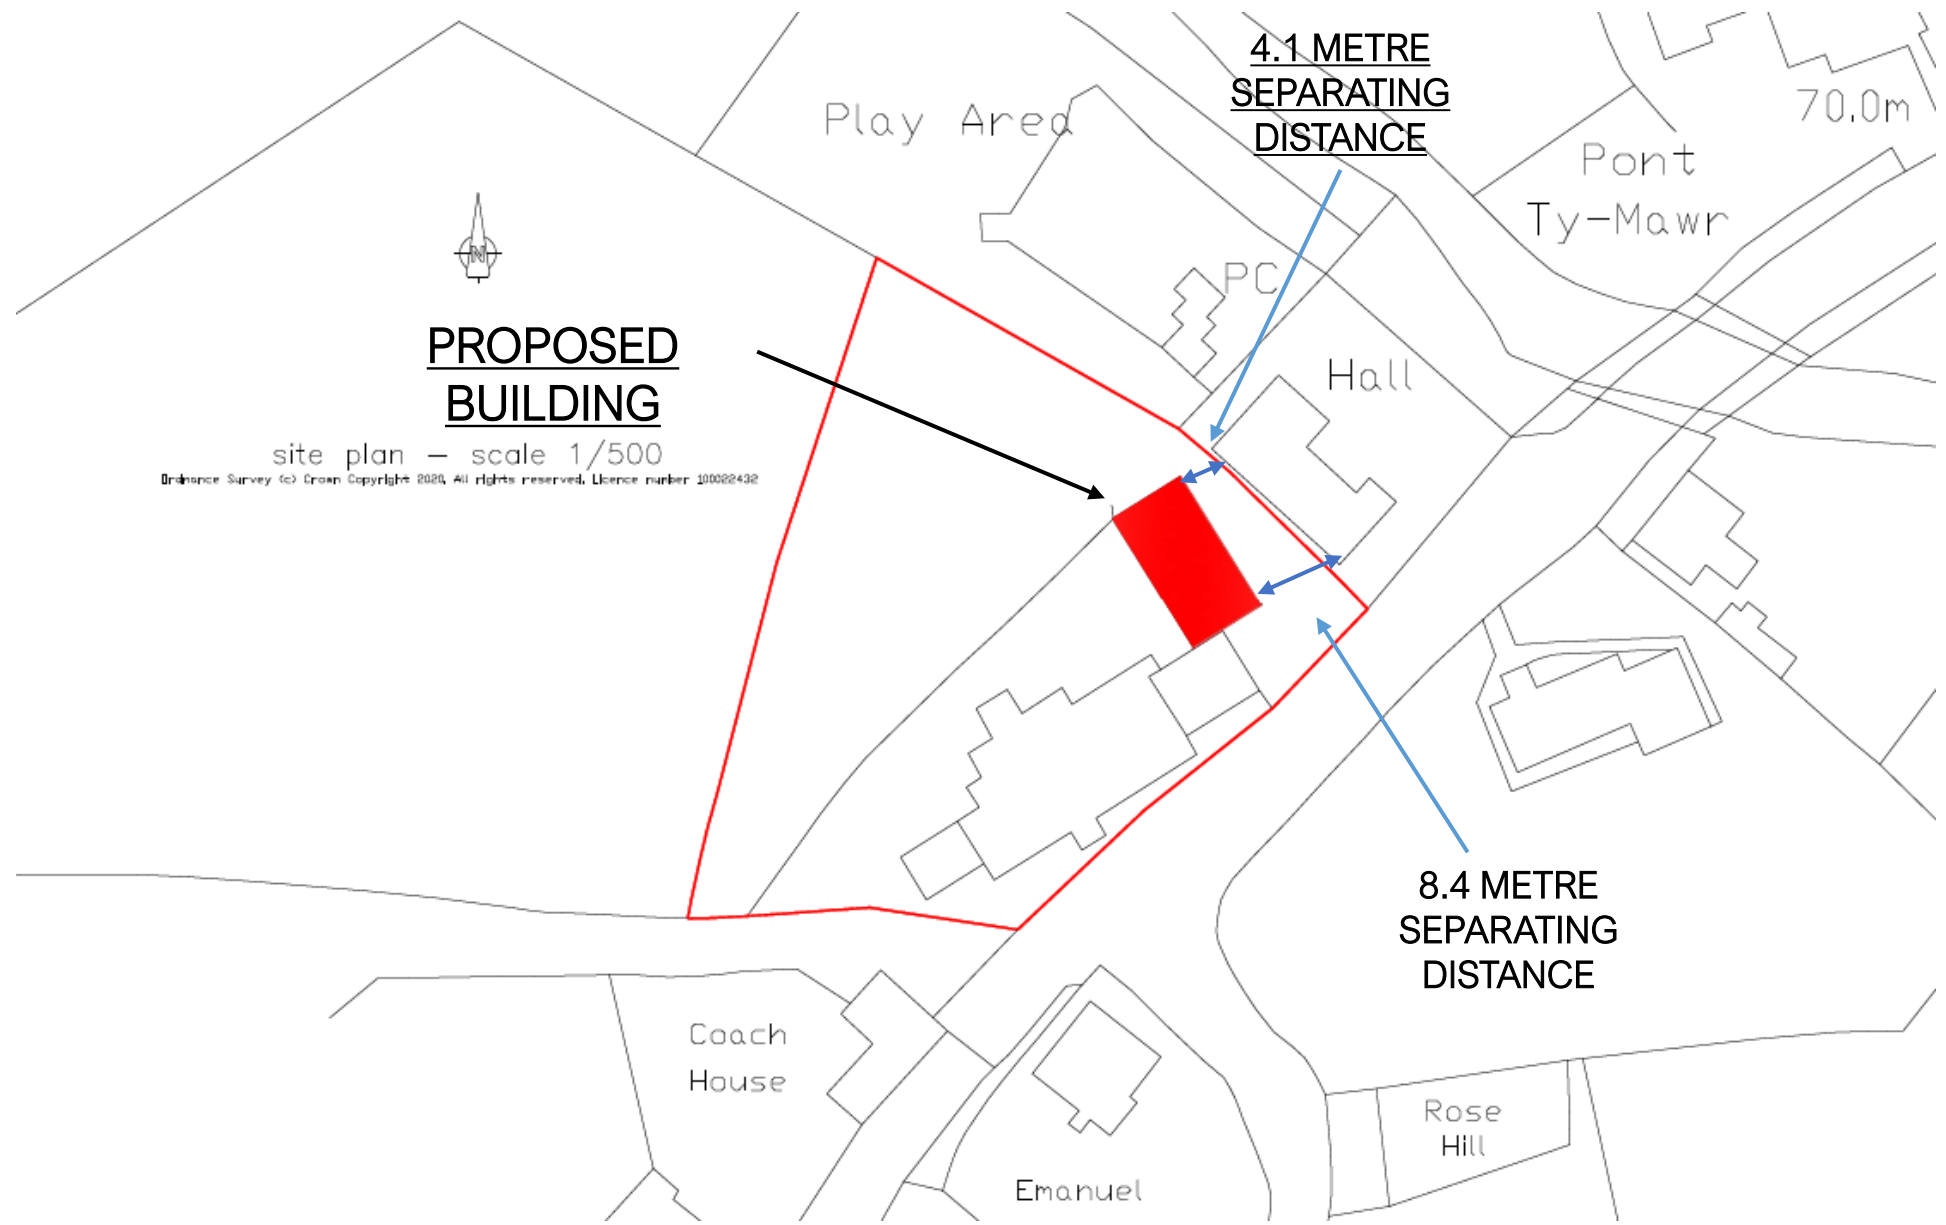 4.1 METRE
SEPARATING
DISTANCE
Play Area
70.0m
Pont
Ty-Mawr
PC
N
PROPOSED
BUILDING
Hall
site plan - scale 1/500
Ordnance Survey (c) Crown Copyright 2020. All rights reserved. Licence number 100022432
8.4 METRE
SEPARATING
DISTANCE
Coach
House
Rose
Hill
Emanuel